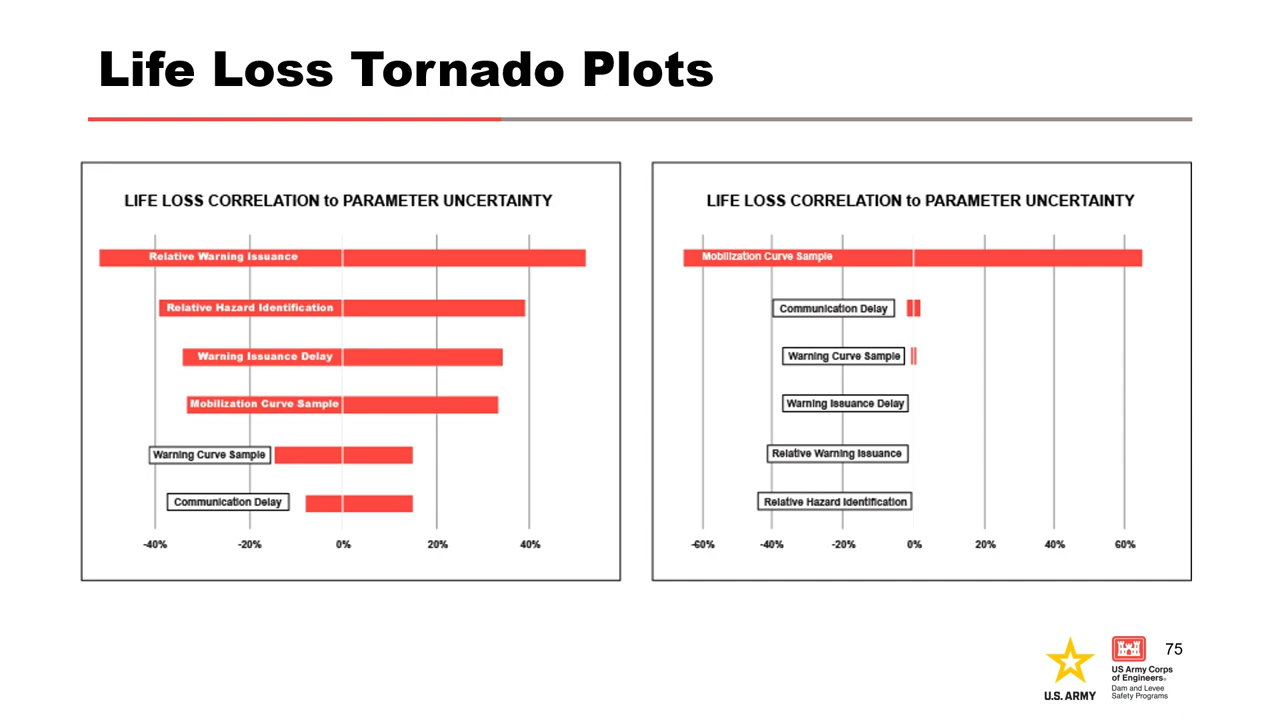 Life Loss Tornado Plots
LIFE LOSS CORRELATION to PARAMETER UNCERTAINTY
Relative Warning Issuance
Relative Hazard Identification
Warning Issuance Delay
Mobilization Curve Sample
Warning Curve Sample
Communication Delay
-40% -20% 0% 20% 40%
LIFE LOSS CORRELATION to PARAMETER UNCERTAINTY
Mobilization Curve Sample
Communication Delay
Warning Curve Sample
Warning Issuance Delay
Relative Warning Issuance
Relative Hazard Identification
-60% -40% -20% 0% 20% 40% 60%
U.S. ARMY
US Army Corps
of Engineers®
Dam and Levee
Safety Programs
75